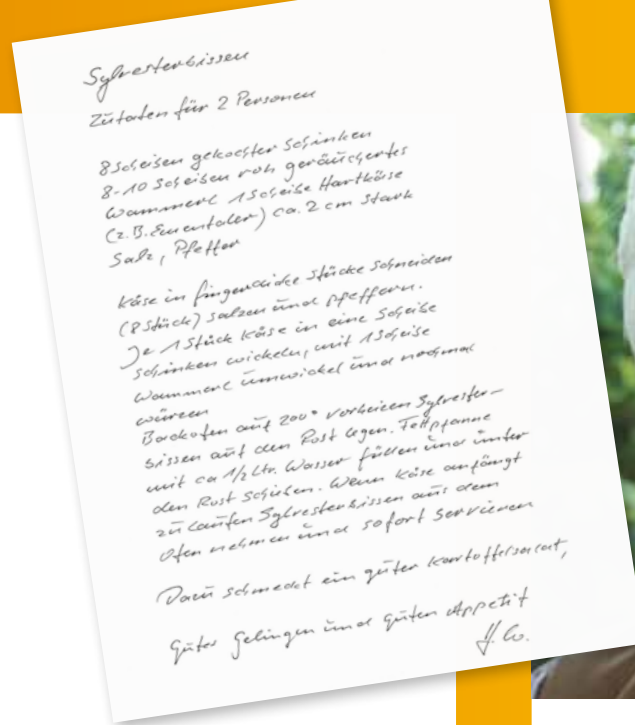 Sylvesterbissen
Zutaten für 2 Personen
8 Scheiben gekochter Schinken
8-10 Scheiben roh geräuchertes
Wammerl 1 Scheibe Hartkäse
(z.B. Ementaler) ca. 2 cm stark
Salz, Pfeffer
Käse in fingerdicke Stücke schneiden
(8 Stück) salzen und pfeffern.
Je 1 Stück Käse in eine Scheibe
Schinken wickeln, mit 1 Scheibe
Wammerl umwickel und nochmal
würzen
Backofen auf 200° vorheizen Sylvester-
bissen auf den Rost legen. Fettpfanne
mit ca 1/2 Ltr. Wasser füllen und unter
den Rost schieben. Wenn Käse anfängt
zu laufen Sylvesterbissen aus dem
Ofen nehmen und sofort servieren
Dazu schmeckt ein guter Kartoffelsalat,
Gutes Gelingen und guten Appetit